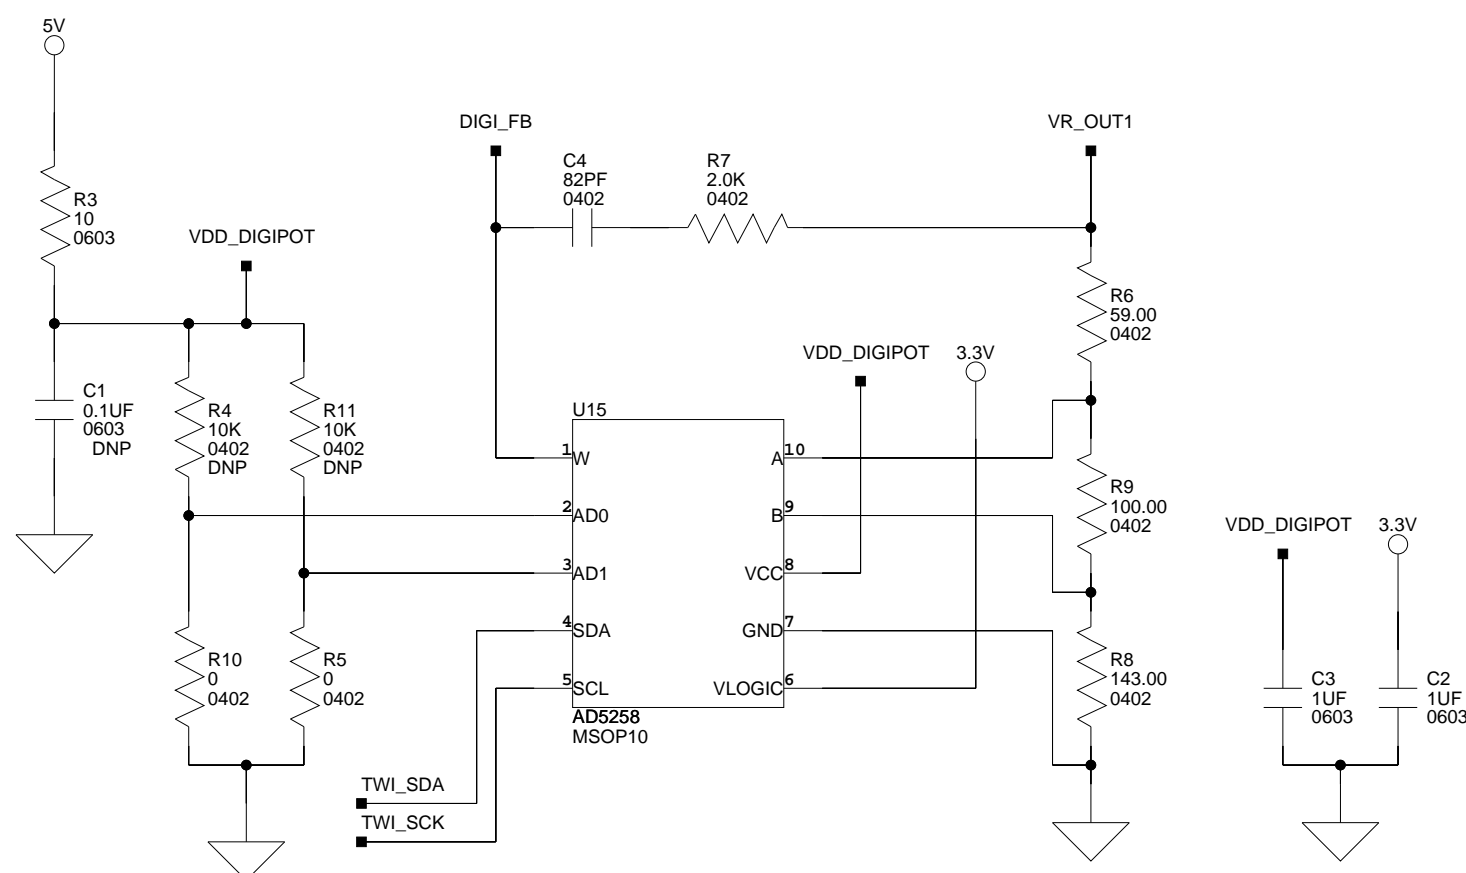 5V
R3
10
0603
VDD_DIGIPOT
C1
0.1UF
0603
DNP
R4
10K
0402
DNP
R11
10K
0402
DNP
R10
0
0402
R5
0
0402
DIGI_FB
C4
82PF
0402
R7
2.0K
0402
VR_OUT1
R6
59.00
0402
VDD_DIGIPOT
3.3V
U15
1 W
2 AD0
3 AD1
4 SDA
5 SCL
A 10
B 9
VCC 8
GND 7
VLOGIC 6
AD5258
MSOP10
TWI_SDA
TWI_SCK
R9
100.00
0402
R8
143.00
0402
VDD_DIGIPOT
3.3V
C3
1UF
0603
C2
1UF
0603